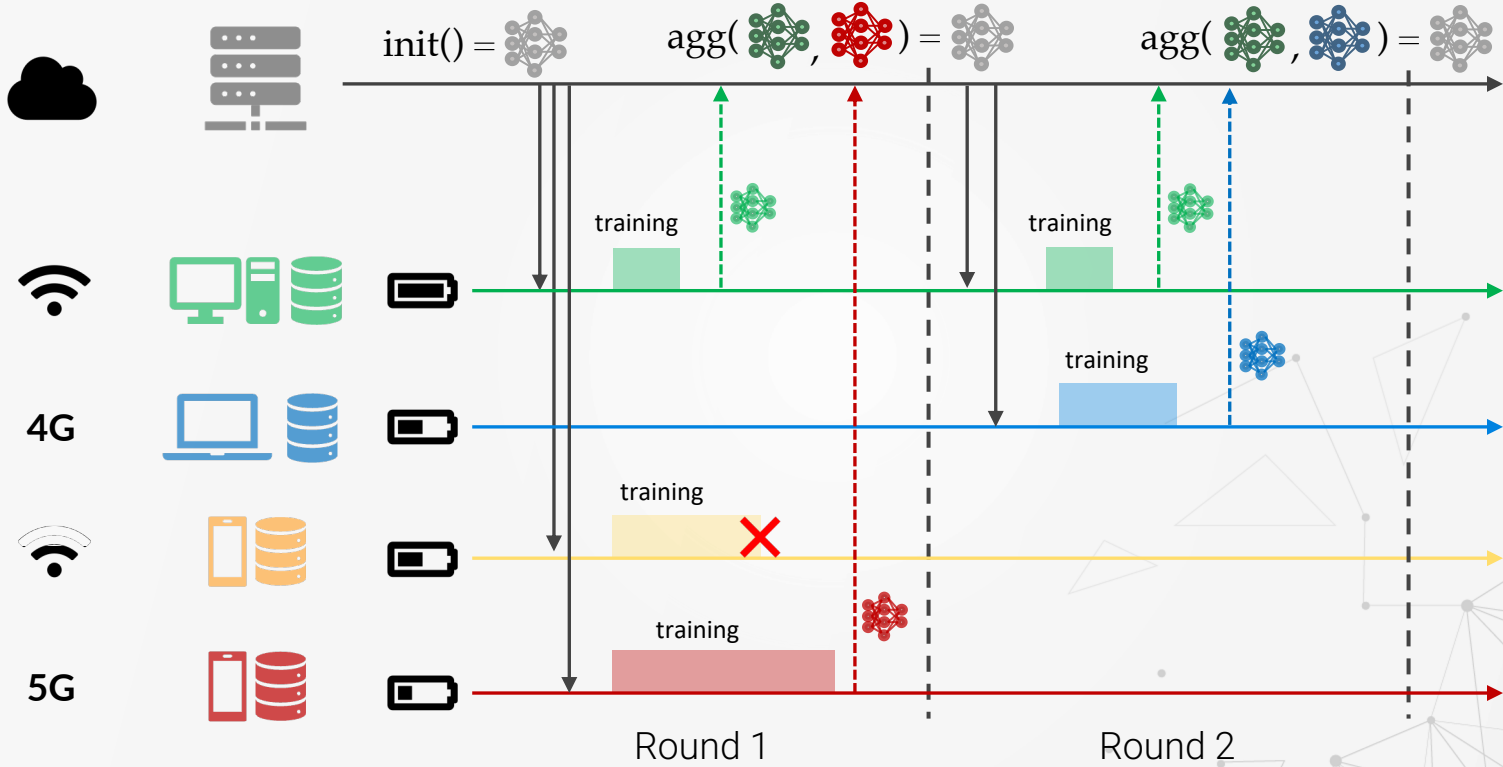 init() =
agg( , ) =
agg( , ) =
training
training
4G
training
training
5G
training
Round 1
Round 2